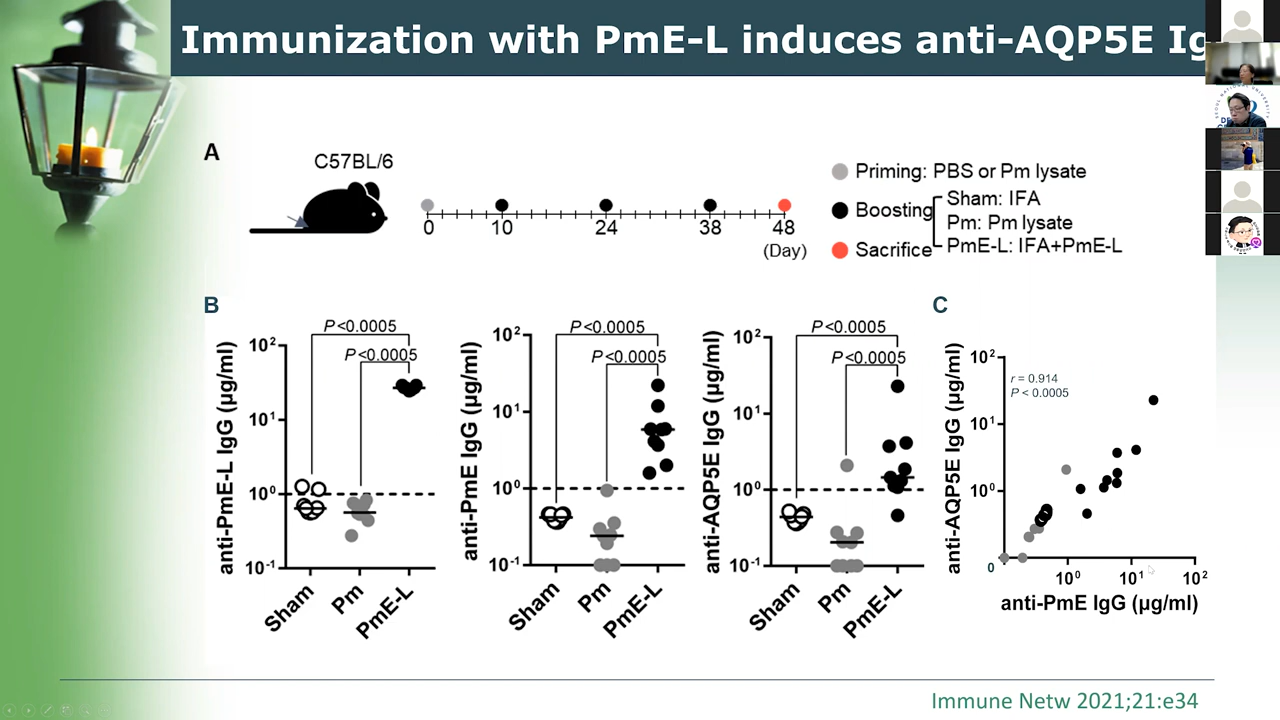 Immunization with PmE-L induces anti-AQP5E Ig
A
C57BL/6
0 10 24 38 48
(Day)
Priming: PBS or Pm lysate
Boosting
Sham: IFA
Pm: Pm lysate
PmE-L: IFA+PmE-L
Sacrifice
B
anti-PmE-L IgG (µg/ml)
10² 10¹ 10⁰ 10⁻¹
P<0.0005
P<0.0005
Sham Pm PmE-L
anti-PmE IgG (µg/ml)
10² 10¹ 10⁰ 10⁻¹
P<0.0005
P<0.0005
Sham Pm PmE-L
anti-AQP5E IgG (µg/ml)
10² 10¹ 10⁰ 10⁻¹
P<0.0005
P<0.0005
Sham Pm PmE-L
C
anti-AQP5E IgG (µg/ml)
10² 10¹ 10⁰
r = 0.914
P < 0.0005
0 10⁰ 10¹ 10²
anti-PmE IgG (µg/ml)
Immune Netw 2021;21:e34